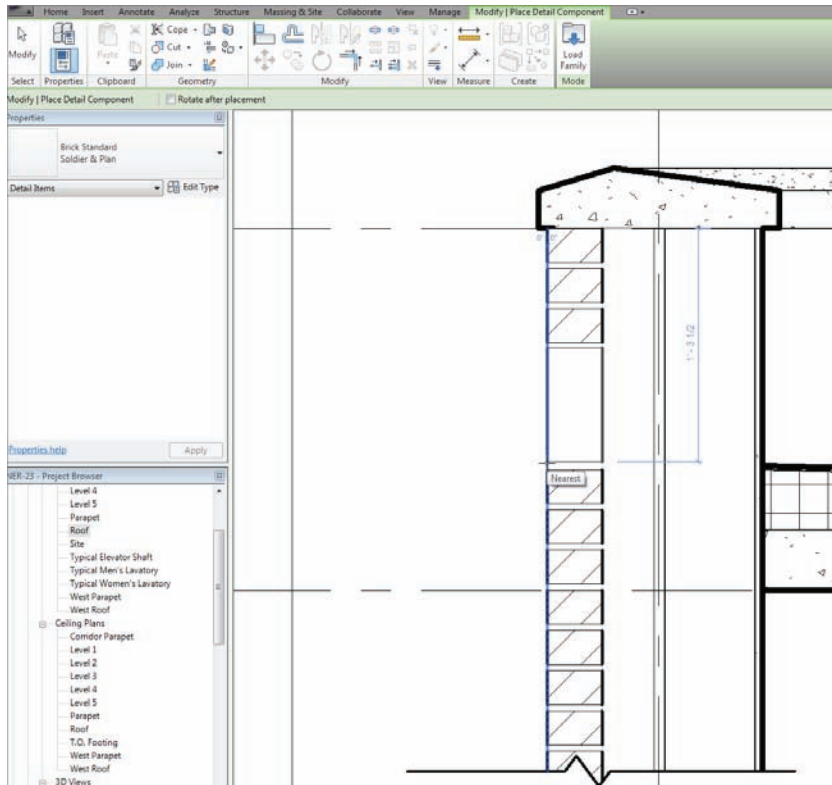 Home Insert Annotate Analyze Structure Massing & Site Collaborate View Manage Modify | Place Detail Component
Modify
Paste
Cope
Cut
Join
Load
Family
Select Properties Clipboard Geometry Modify View Measure Create Mode
Modify | Place Detail Component Rotate after placement
Properties
Brick Standard
Soldier & Plan
Detail Items Edit Type
Properties help Apply
NER-23 - Project Browser
Level 4
Level 5
Parapet
Roof
Site
Typical Elevator Shaft
Typical Men's Lavatory
Typical Women's Lavatory
West Parapet
West Roof
Ceiling Plans
Corridor Parapet
Level 1
Level 2
Level 3
Level 4
Level 5
Parapet
Roof
T.O. Footing
West Parapet
West Roof
3D Views
0" 0"
1' - 3 1/2
Nearest